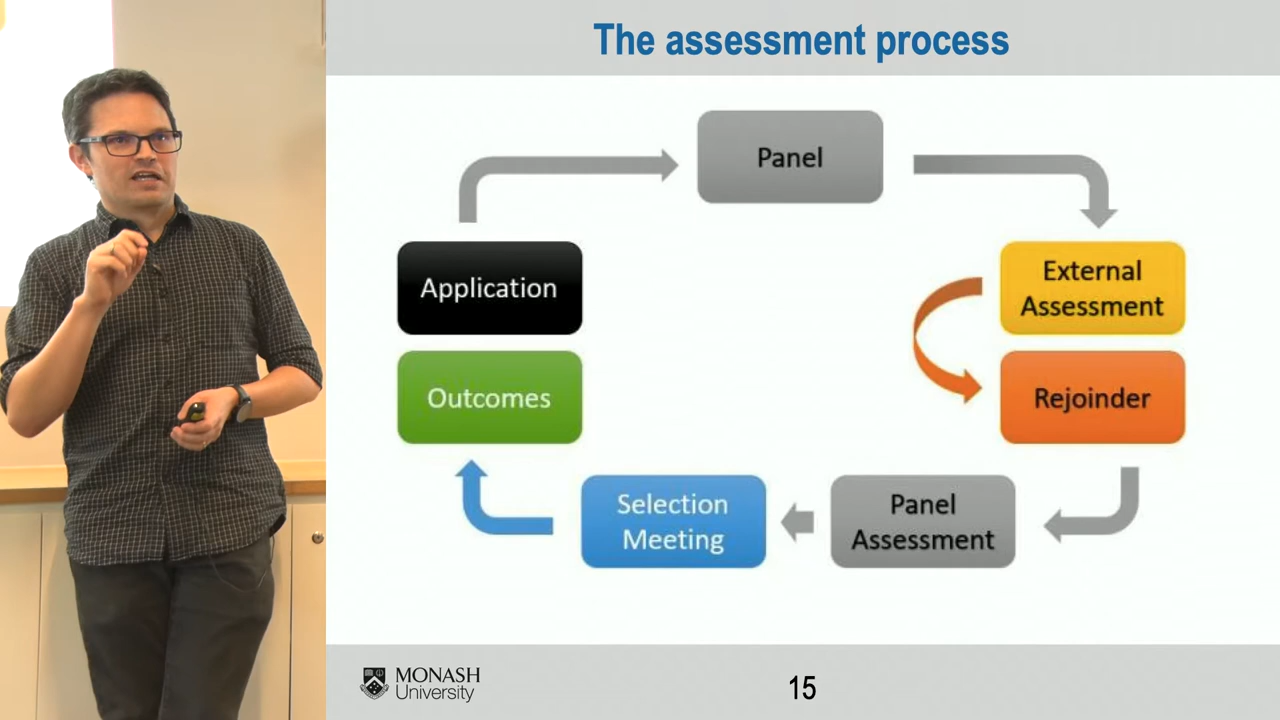 The assessment process
Panel
External
Assessment
Application
Rejoinder
Outcomes
Panel
Assessment
Selection
Meeting
MONASH
University
15